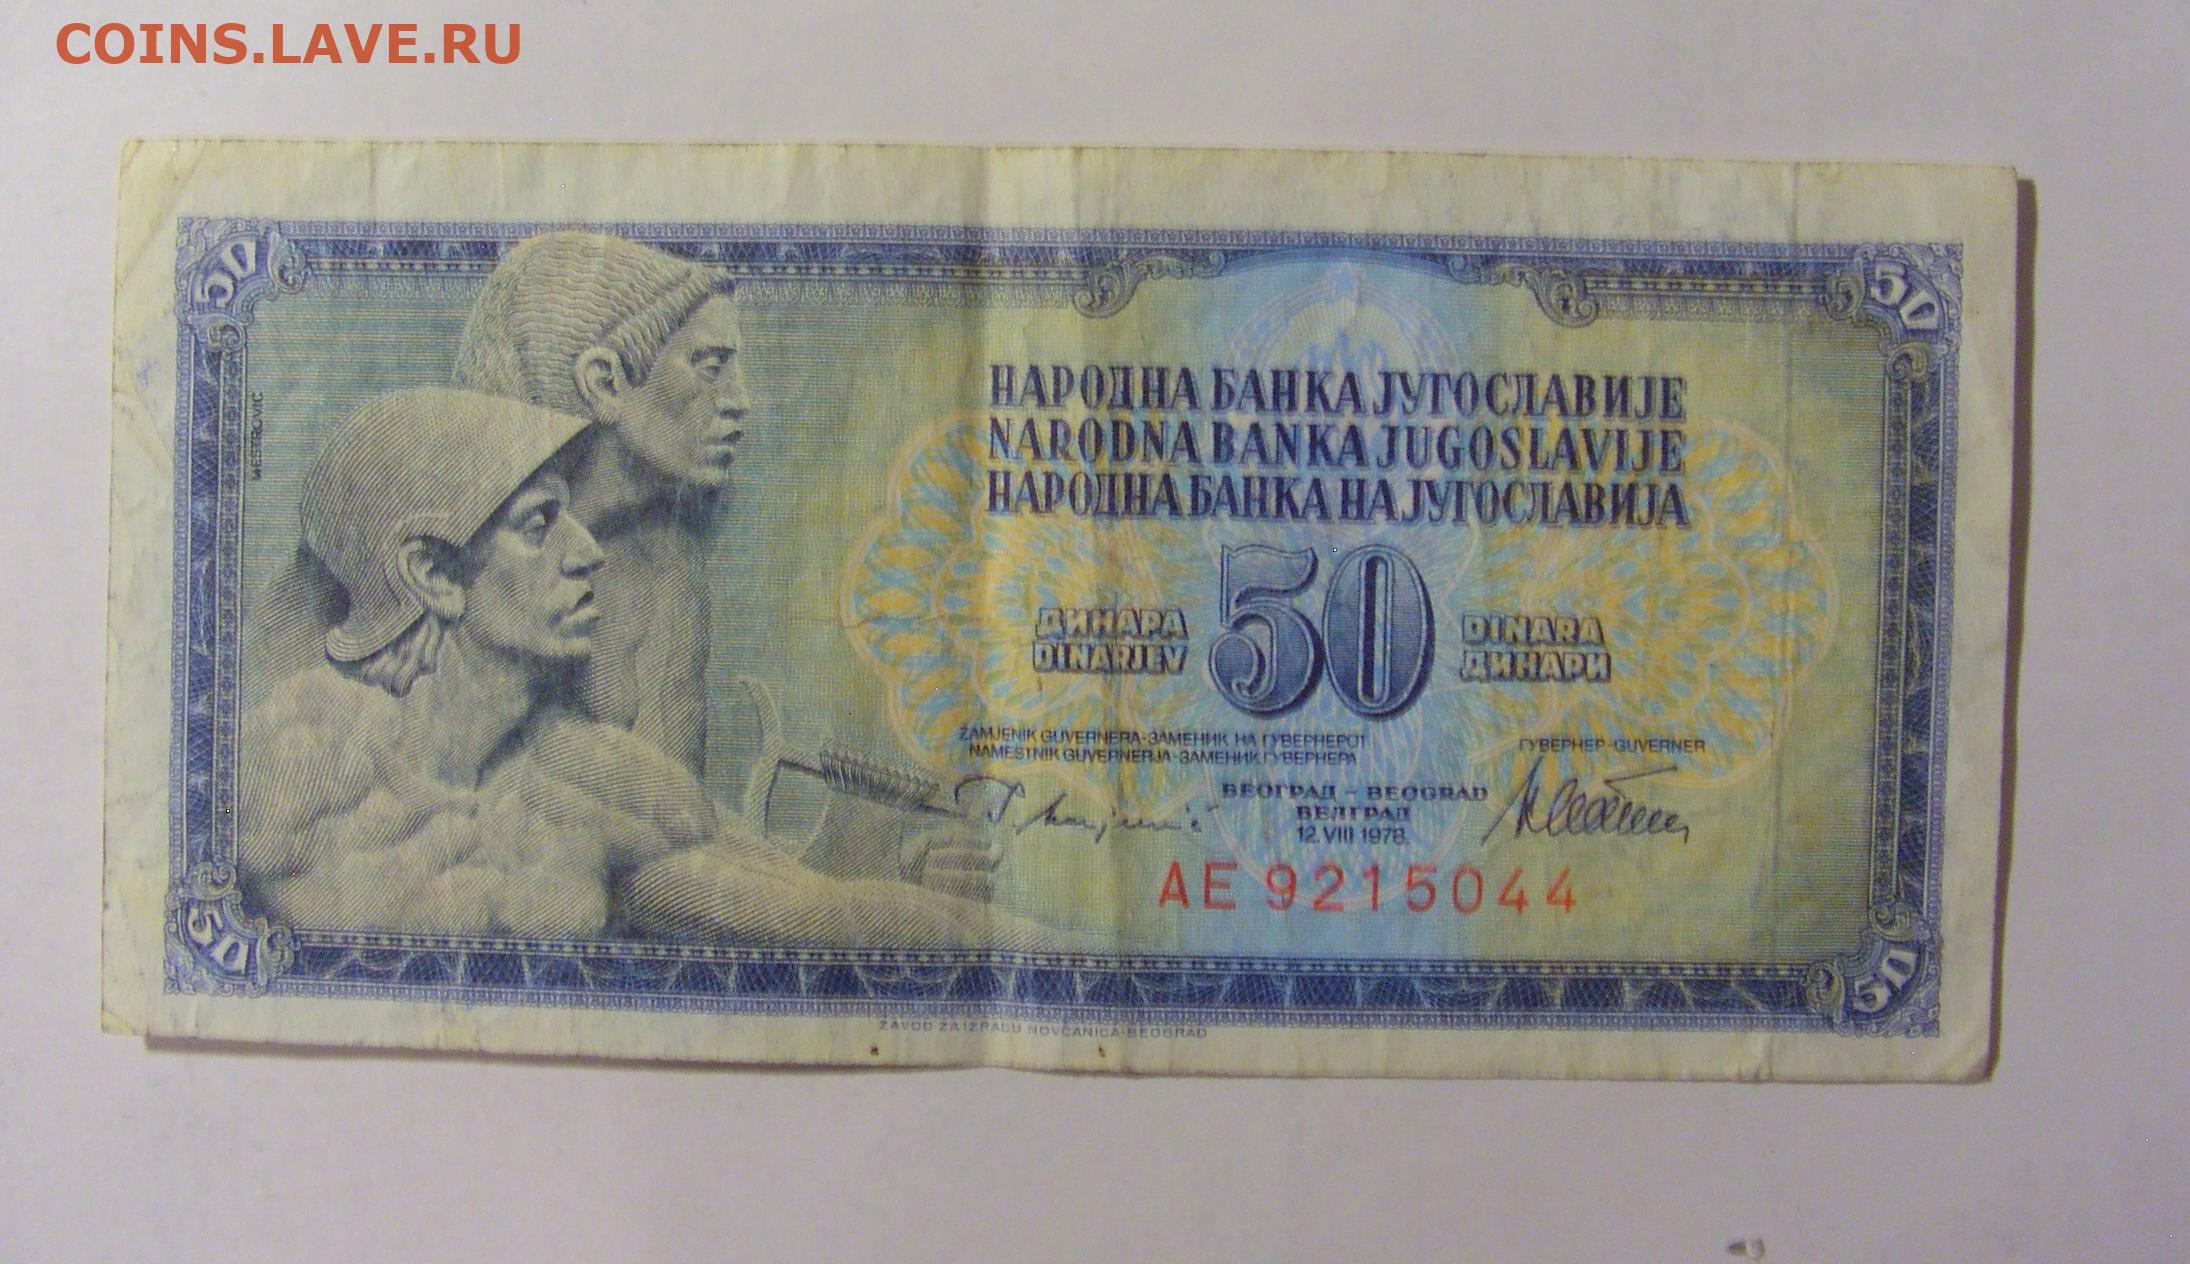 COINS.LAVE.RU
50
50
MEŠTROVIĆ
НАРОДНА БАНКА ЈУГОСЛАВИЈЕ
NARODNA BANKA JUGOSLAVIJE
НАРОДНА БАНКА НА ЈУГОСЛАВИЈА
ДИНАРА 50 DINARA
DINARJEV ДИНАРИ
ZAMJENIK GUVERNERA-ЗАМЕНИК НА ГУВЕРНЕРОТ ГУВЕРНЕР-GUVERNER
NAMESTNIK GUVERNERJA-ЗАМЕНИК ГУВЕРНЕРА
БЕОГРАД – BEOGRAD
БЕЛГРАД
12. VIII 1978.
AE 9215044
50
50
ZAVOD ZA IZRADU NOVČANICA-BEOGRAD